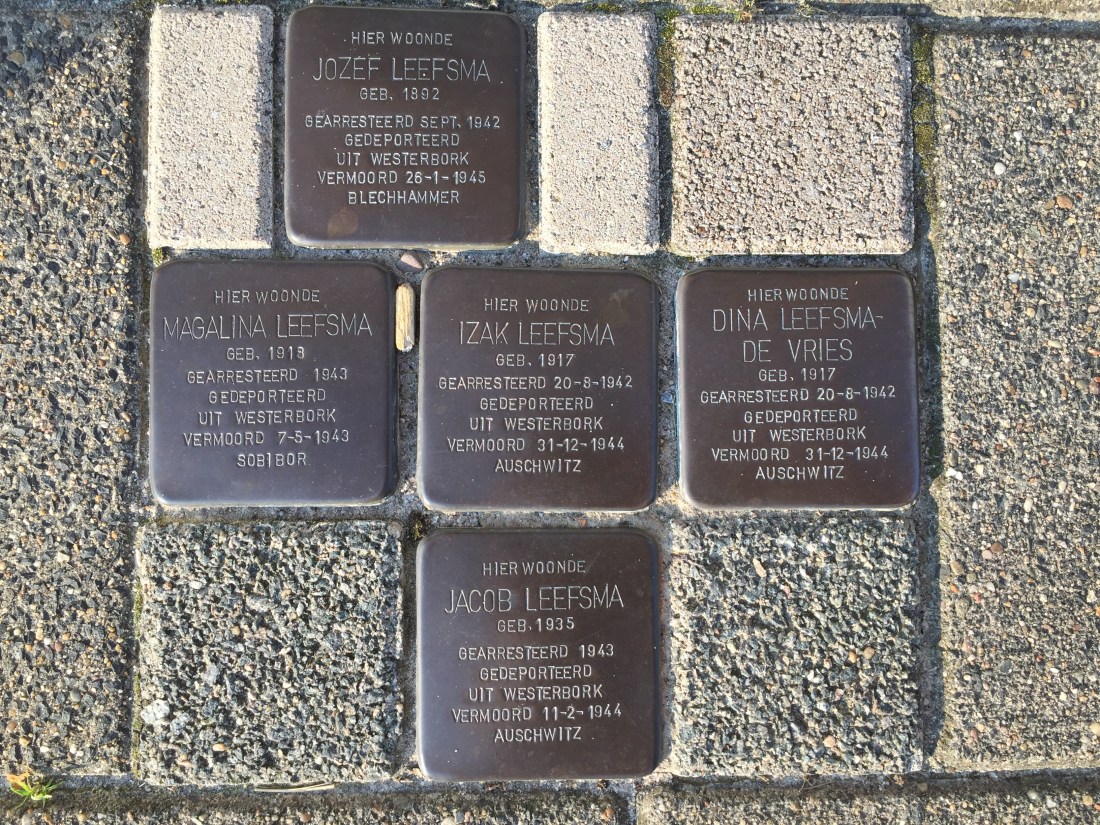 HIER WOONDE
JOZEF LEEFSMA
GEB. 1892
GEARRESTEERD SEPT. 1942
GEDEPORTEERD
UIT WESTERBORK
VERMOORD 26-1-1945
BLECHHAMMER
HIER WOONDE
MAGALINA LEEFSMA
GEB. 1918
GEARRESTEERD 1943
GEDEPORTEERD
UIT WESTERBORK
VERMOORD 7-5-1943
SOBIBOR
HIER WOONDE
IZAK LEEFSMA
GEB. 1917
GEARRESTEERD 20-8-1942
GEDEPORTEERD
UIT WESTERBORK
VERMOORD 31-12-1944
AUSCHWITZ
HIER WOONDE
DINA LEEFSMA-
DE VRIES
GEB. 1917
GEARRESTEERD 20-8-1942
GEDEPORTEERD
UIT WESTERBORK
VERMOORD 31-12-1944
AUSCHWITZ
HIER WOONDE
JACOB LEEFSMA
GEB. 1935
GEARRESTEERD 1943
GEDEPORTEERD
UIT WESTERBORK
VERMOORD 11-2-1944
AUSCHWITZ